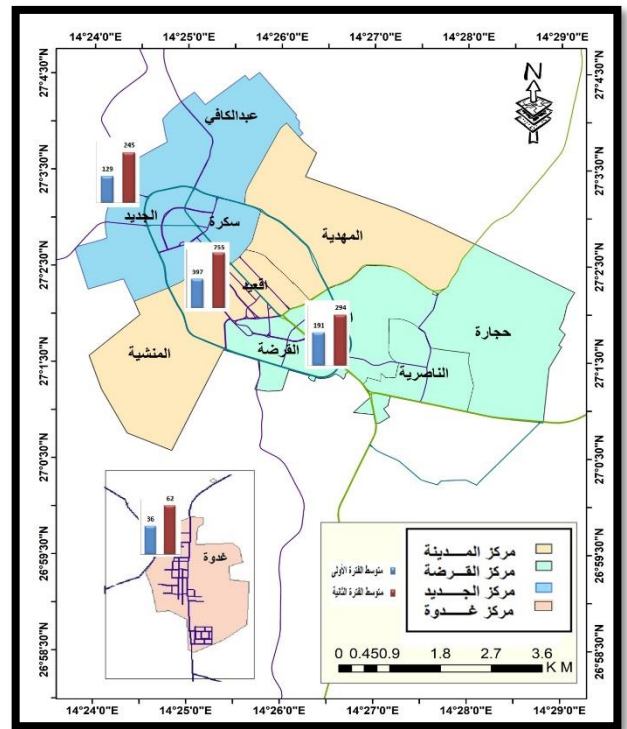 14°24'0"E 14°25'0"E 14°26'0"E 14°27'0"E 14°28'0"E 14°29'0"E
27°4'30"N
27°3'30"N
27°2'30"N
27°1'30"N
27°0'30"N
26°59'30"N
26°58'30"N
27°4'30"N
27°3'30"N
27°2'30"N
27°1'30"N
27°0'30"N
26°59'30"N
26°58'30"N
N
عبدالكافي
129 245
الجديد
سكرة
المهدية
397 755
اقعيد
191 294
حجارة
القرضة
المنشية
الناصرية
36 62
غدوة
مركز المـــدينة
مركز القــرضة
مركز الجــديد
مركز غــدوة
متوسط الفترة الأولى
متوسط الفترة الثانية
0 0.45 0.9 1.8 2.7 3.6
K M
14°24'0"E 14°25'0"E 14°26'0"E 14°27'0"E 14°28'0"E 14°29'0"E